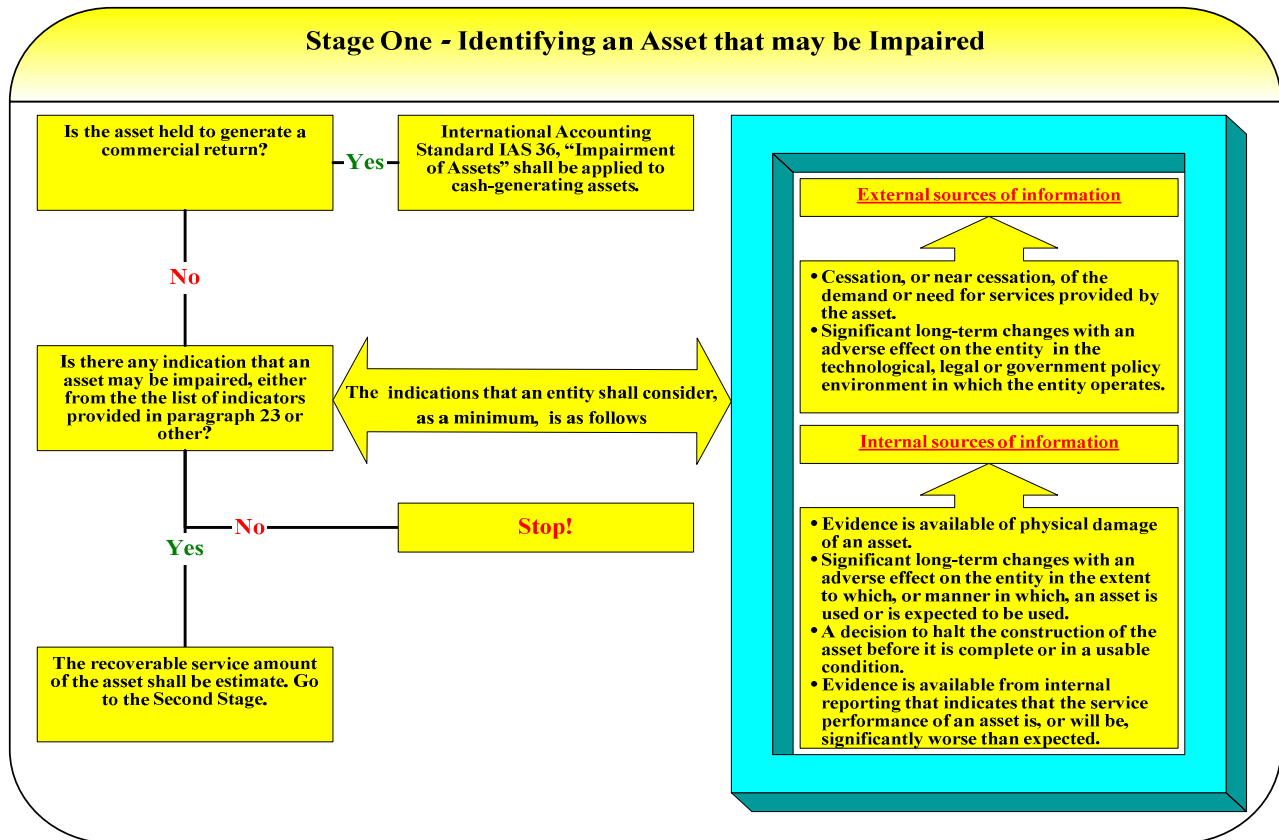 Stage One - Identifying an Asset that may be Impaired
Is the asset held to generate a
commercial return?
Yes
International Accounting
Standard IAS 36, “Impairment
of Assets” shall be applied to
cash-generating assets.
No
Is there any indication that an
asset may be impaired, either
from the the list of indicators
provided in paragraph 23 or
other?
The indications that an entity shall consider,
as a minimum, is as follows
No
Stop!
Yes
The recoverable service amount
of the asset shall be estimate. Go
to the Second Stage.
External sources of information
• Cessation, or near cessation, of the
demand or need for services provided by
the asset.
• Significant long-term changes with an
adverse effect on the entity in the
technological, legal or government policy
environment in which the entity operates.
Internal sources of information
• Evidence is available of physical damage
of an asset.
• Significant long-term changes with an
adverse effect on the entity in the extent
to which, or manner in which, an asset is
used or is expected to be used.
• A decision to halt the construction of the
asset before it is complete or in a usable
condition.
• Evidence is available from internal
reporting that indicates that the service
performance of an asset is, or will be,
significantly worse than expected.